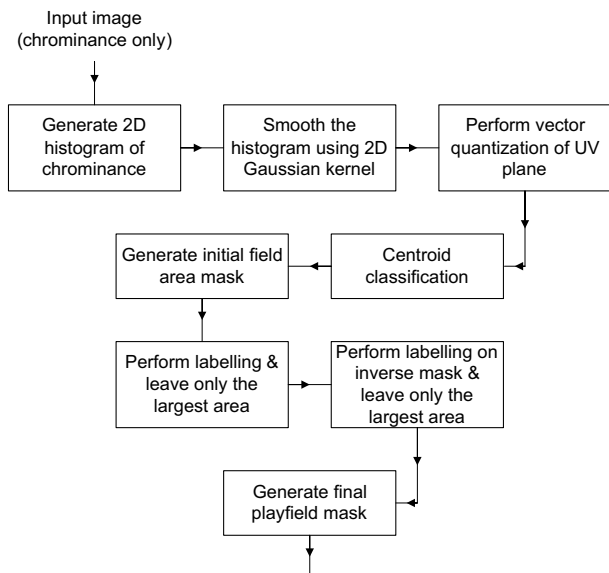 Input image
(chrominance only)
Generate 2D
histogram of
chrominance
Smooth the
histogram using 2D
Gaussian kernel
Perform vector
quantization of UV
plane
Generate initial field
area mask
Centroid
classification
Perform labelling &
leave only the
largest area
Perform labelling on
inverse mask &
leave only the
largest area
Generate final
playfield mask